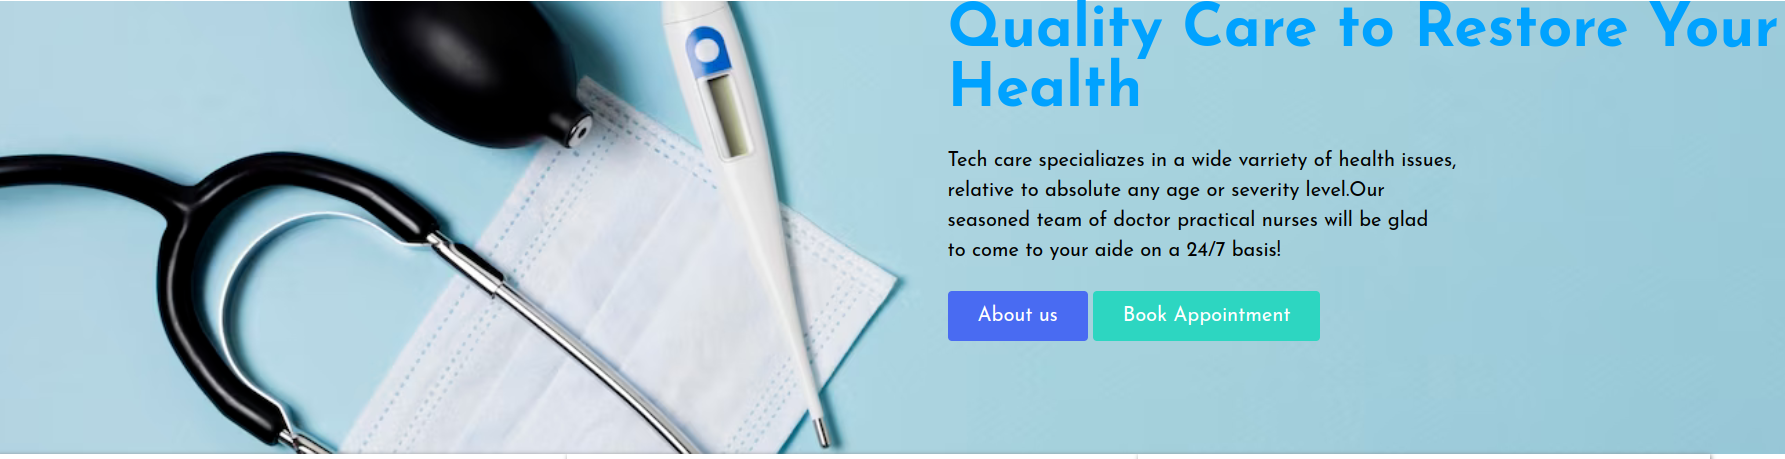 Quality Care to Restore Your
Health
Tech care specialiazes in a wide varriety of health issues,
relative to absolute any age or severity level.Our
seasoned team of doctor practical nurses will be glad
to come to your aide on a 24/7 basis!
About us Book Appointment